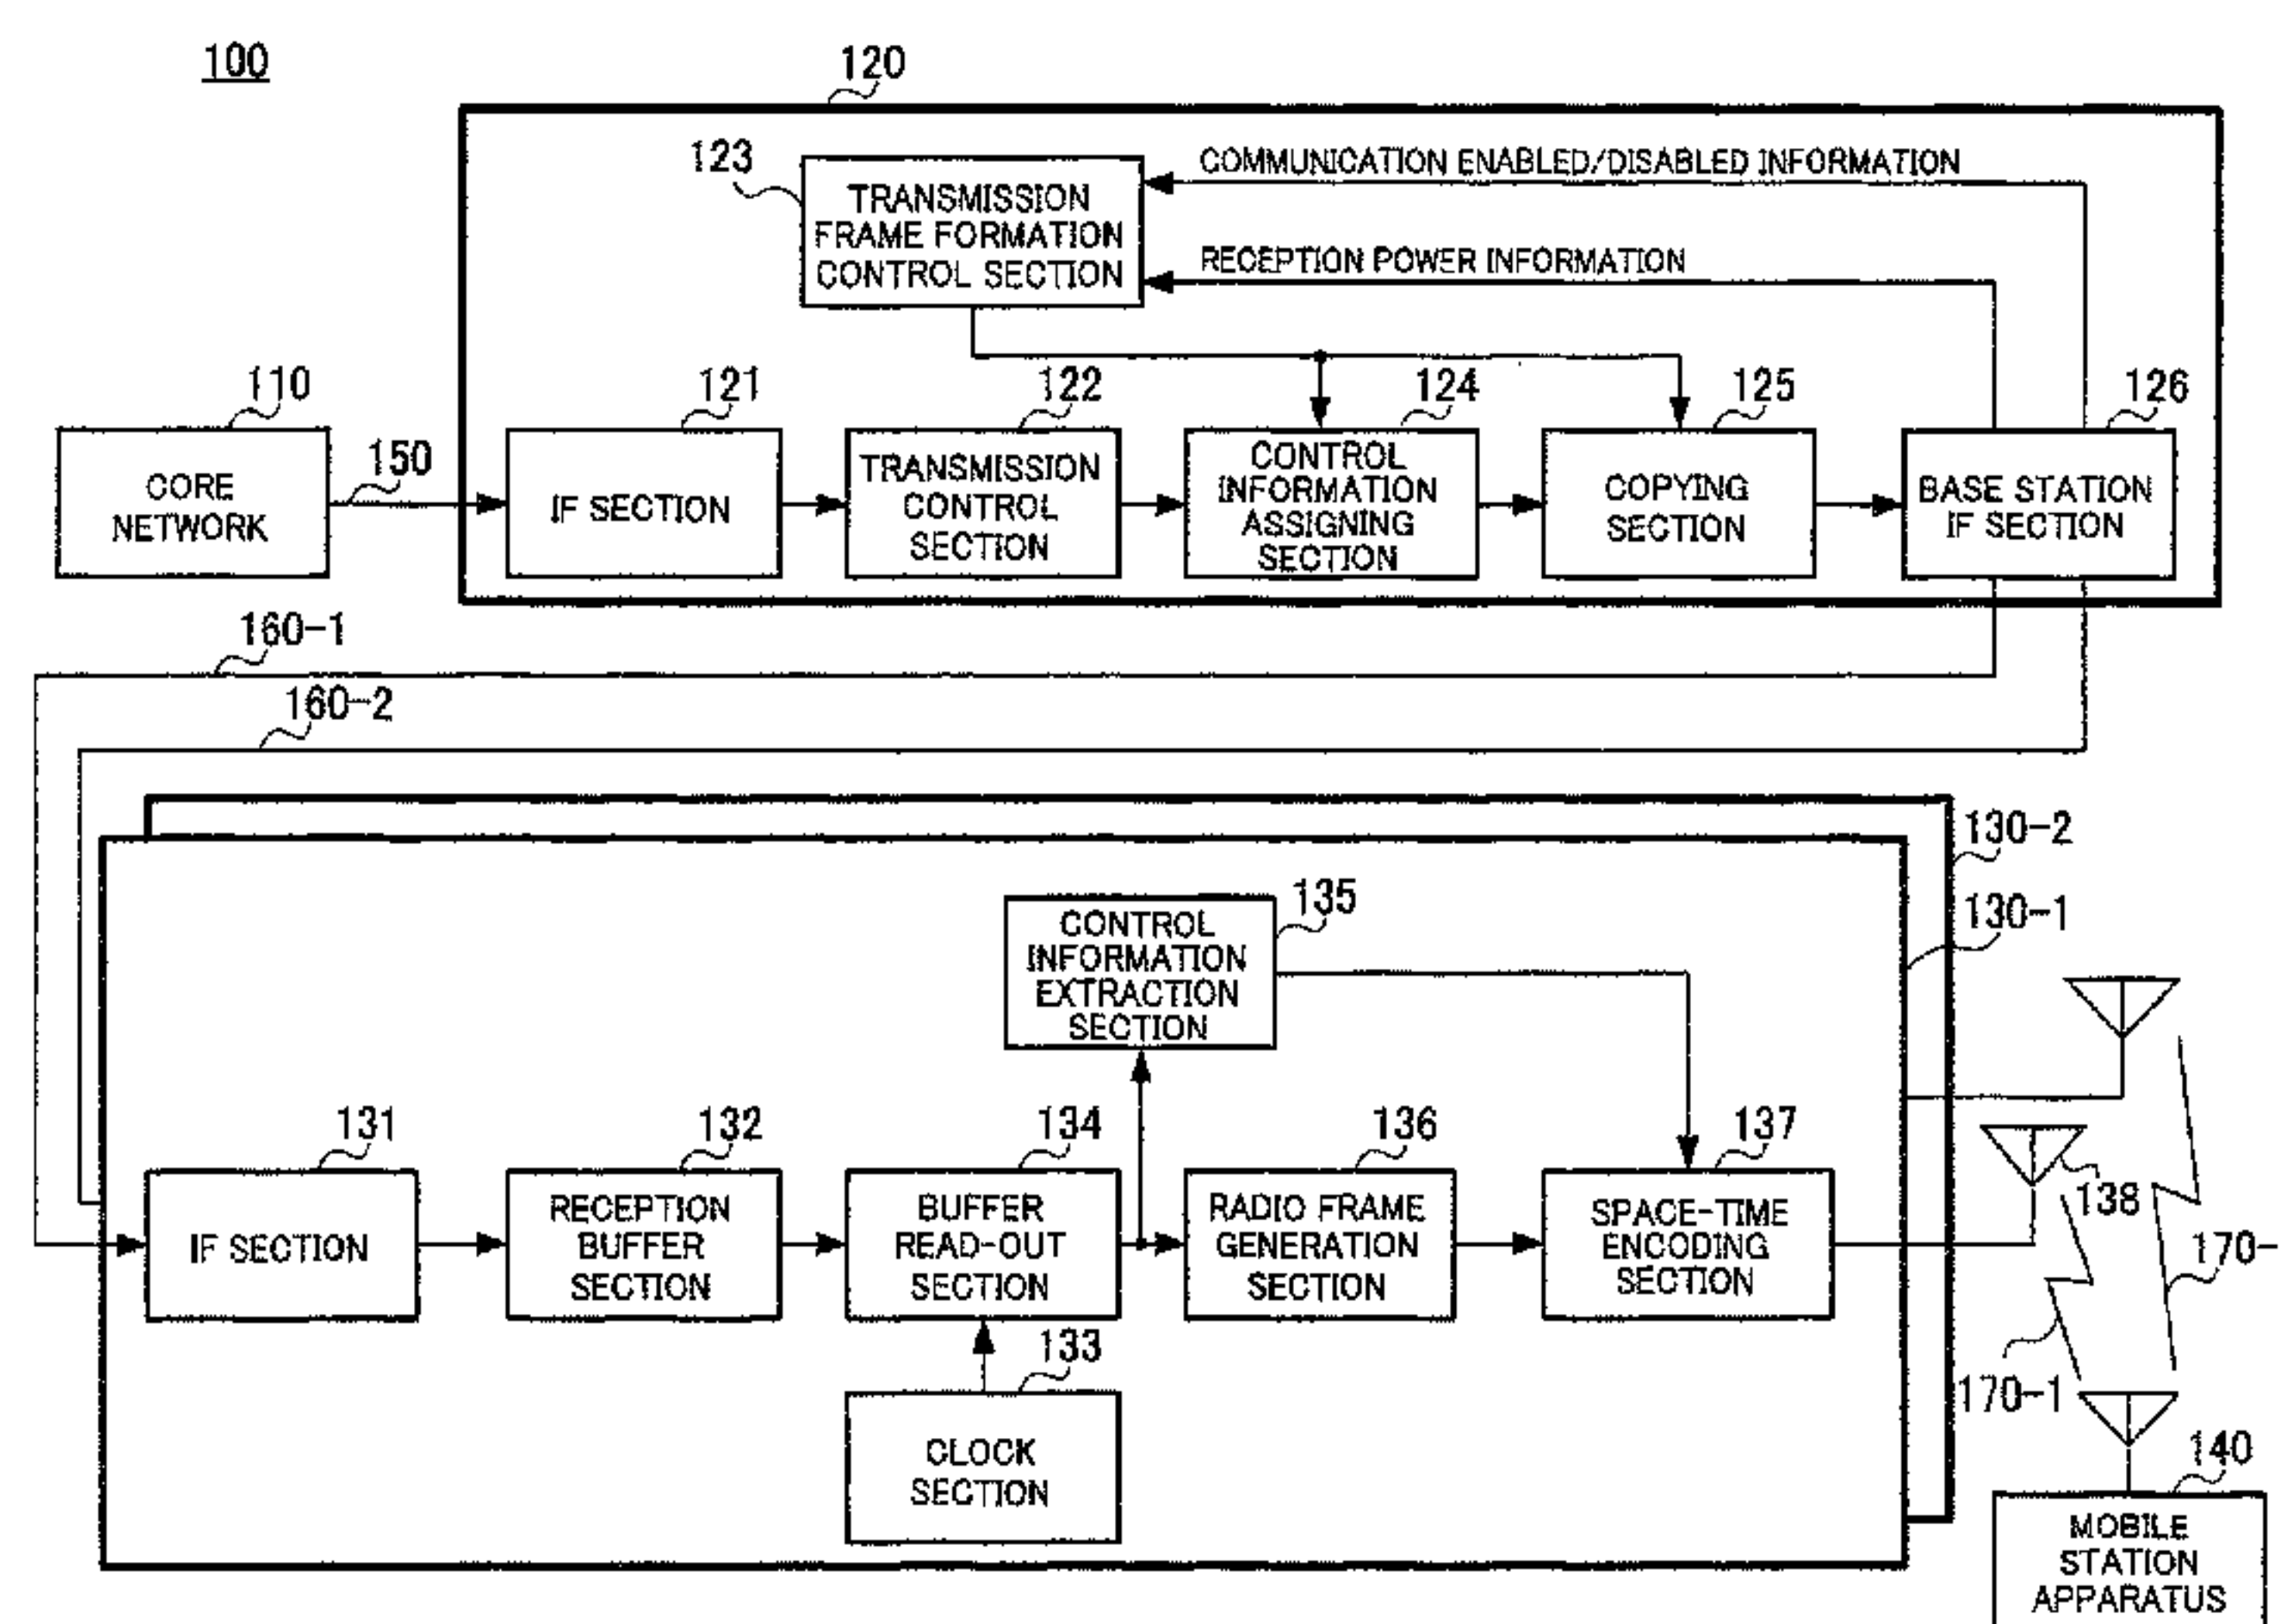 100
120
123
TRANSMISSION
FRAME FORMATION
CONTROL SECTION
COMMUNICATION ENABLED/DISABLED INFORMATION
RECEPTION POWER INFORMATION
110
CORE
NETWORK
150
121
IF SECTION
122
TRANSMISSION
CONTROL
SECTION
124
CONTROL
INFORMATION
ASSIGNING
SECTION
125
COPYING
SECTION
126
BASE STATION
IF SECTION
160-1
160-2
130-2
130-1
135
CONTROL
INFORMATION
EXTRACTION
SECTION
131
IF SECTION
132
RECEPTION
BUFFER
SECTION
134
BUFFER
READ-OUT
SECTION
136
RADIO FRAME
GENERATION
SECTION
137
SPACE-TIME
ENCODING
SECTION
138
170-
133
CLOCK
SECTION
170-1
140
MOBILE
STATION
APPARATUS